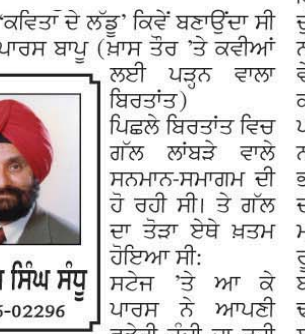 'ਕਵਿਤਾਂ ਦੇ ਲੱਡੂ' ਕਿਵੇਂ ਬਣਾਉਂਦਾ ਸੀ
ਪਾਰਸ ਬਾਪੂ (ਖ਼ਾਸ ਤੌਰ 'ਤੇ ਕਵੀਆਂ
ਲਈ ਪੜ੍ਹਨ ਵਾਲਾ
ਬਿਰਤਾਂਤ)
ਪਿਛਲੇ ਬਿਰਤਾਂਤ ਵਿਚ
ਗੱਲ ਲਾਂਬੜੇ ਵਾਲੇ
ਸਨਮਾਨ-ਸਮਾਗਮ ਦੀ
ਹੋ ਰਹੀ ਸੀ। ਤੇ ਗੱਲ
ਦਾ ਤੋੜਾ ਏਥੇ ਖ਼ਤਮ
ਹੋਇਆ ਸੀ:
ਸਟੇਜ 'ਤੇ ਆ ਕੇ
ਪਾਰਸ ਨੇ ਆਪਣੀ
ਸਿੰਘ ਸੰਧੂ
-02296